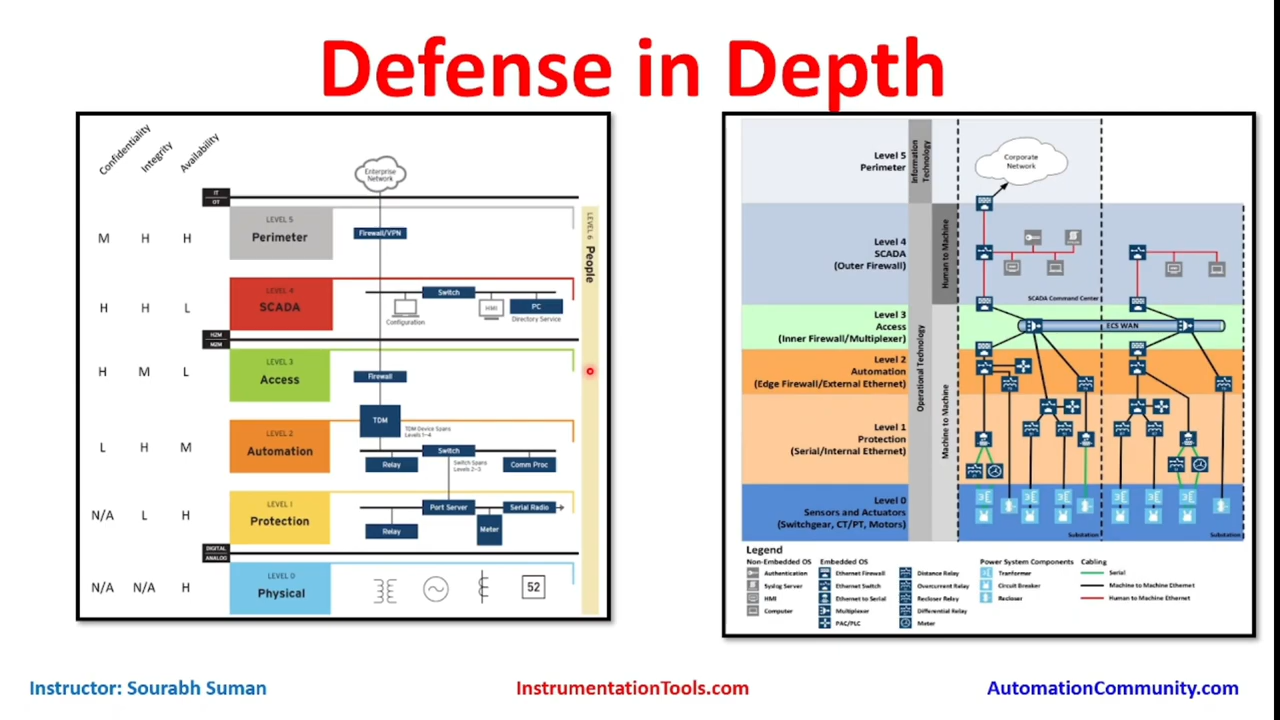 Defense in Depth
Confidentiality
Integrity
Availability
Enterprise
Network
IT
OT
LEVEL 5
Perimeter
M H H
Firewall/VPN
LEVEL 6
People
LEVEL 4
SCADA
H H L
Switch
Configuration
HMI
PC
Directory Service
HZM
M2M
LEVEL 3
Access
H M L
Firewall
TDM
TDM Device Spans
Levels 1-4
LEVEL 2
Automation
L H M
Switch
Relay
Switch Spans
Levels 2-3
Comm Proc
LEVEL 1
Protection
N/A L H
Port Server
Serial Radio
Relay
Meter
DIGITAL
ANALOG
LEVEL 0
Physical
N/A N/A H
52
Level 5
Perimeter
Information
Technology
Corporate
Network
Level 4
SCADA
(Outer Firewall)
Human to Machine
SCADA Command Center
Level 3
Access
(Inner Firewall/Multiplexer)
ECS WAN
Operational Technology
Level 2
Automation
(Edge Firewall/External Ethernet)
Level 1
Protection
(Serial/Internal Ethernet)
Machine to Machine
Level 0
Sensors and Actuators
(Switchgear, CT/PT, Motors)
Substation
Substation
Legend
Non-Embedded OS
Authentication
Syslog Server
HMI
Computer
Embedded OS
Ethernet Firewall
Ethernet Switch
Ethernet to Serial
Multiplexer
PAC/PLC
Distance Relay
Overcurrent Relay
Recloser Relay
Differential Relay
Meter
Power System Components
Tranformer
Circuit Breaker
Recloser
Cabling
Serial
Machine to Machine Ethernet
Human to Machine Ethernet
Instructor: Sourabh Suman
InstrumentationTools.com
AutomationCommunity.com